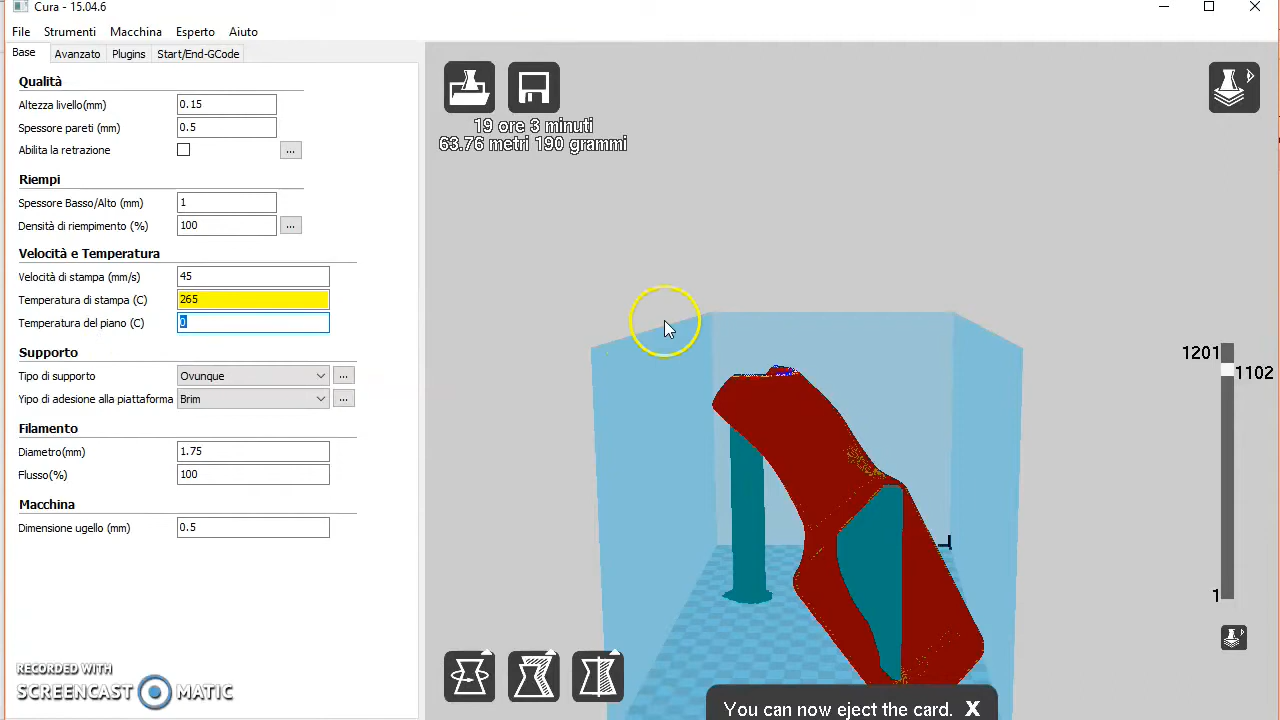 Cura - 15.04.6
File Strumenti Macchina Esperto Aiuto
Base Avanzato Plugins Start/End-GCode
Qualità
Altezza livello(mm) 0.15
Spessore pareti (mm) 0.5
Abilita la retrazione ...
Riempi
Spessore Basso/Alto (mm) 1
Densità di riempimento (%) 100 ...
Velocità e Temperatura
Velocità di stampa (mm/s) 45
Temperatura di stampa (C) 265
Temperatura del piano (C) 0
Supporto
Tipo di supporto Ovunque ...
Yipo di adesione alla piattaforma Brim ...
Filamento
Diametro(mm) 1.75
Flusso(%) 100
Macchina
Dimensione ugello (mm) 0.5
RECORDED WITH
SCREENCAST MATIC
19 ore 3 minuti
63.76 metri 190 grammi
1201
1102
1
You can now eject the card. X